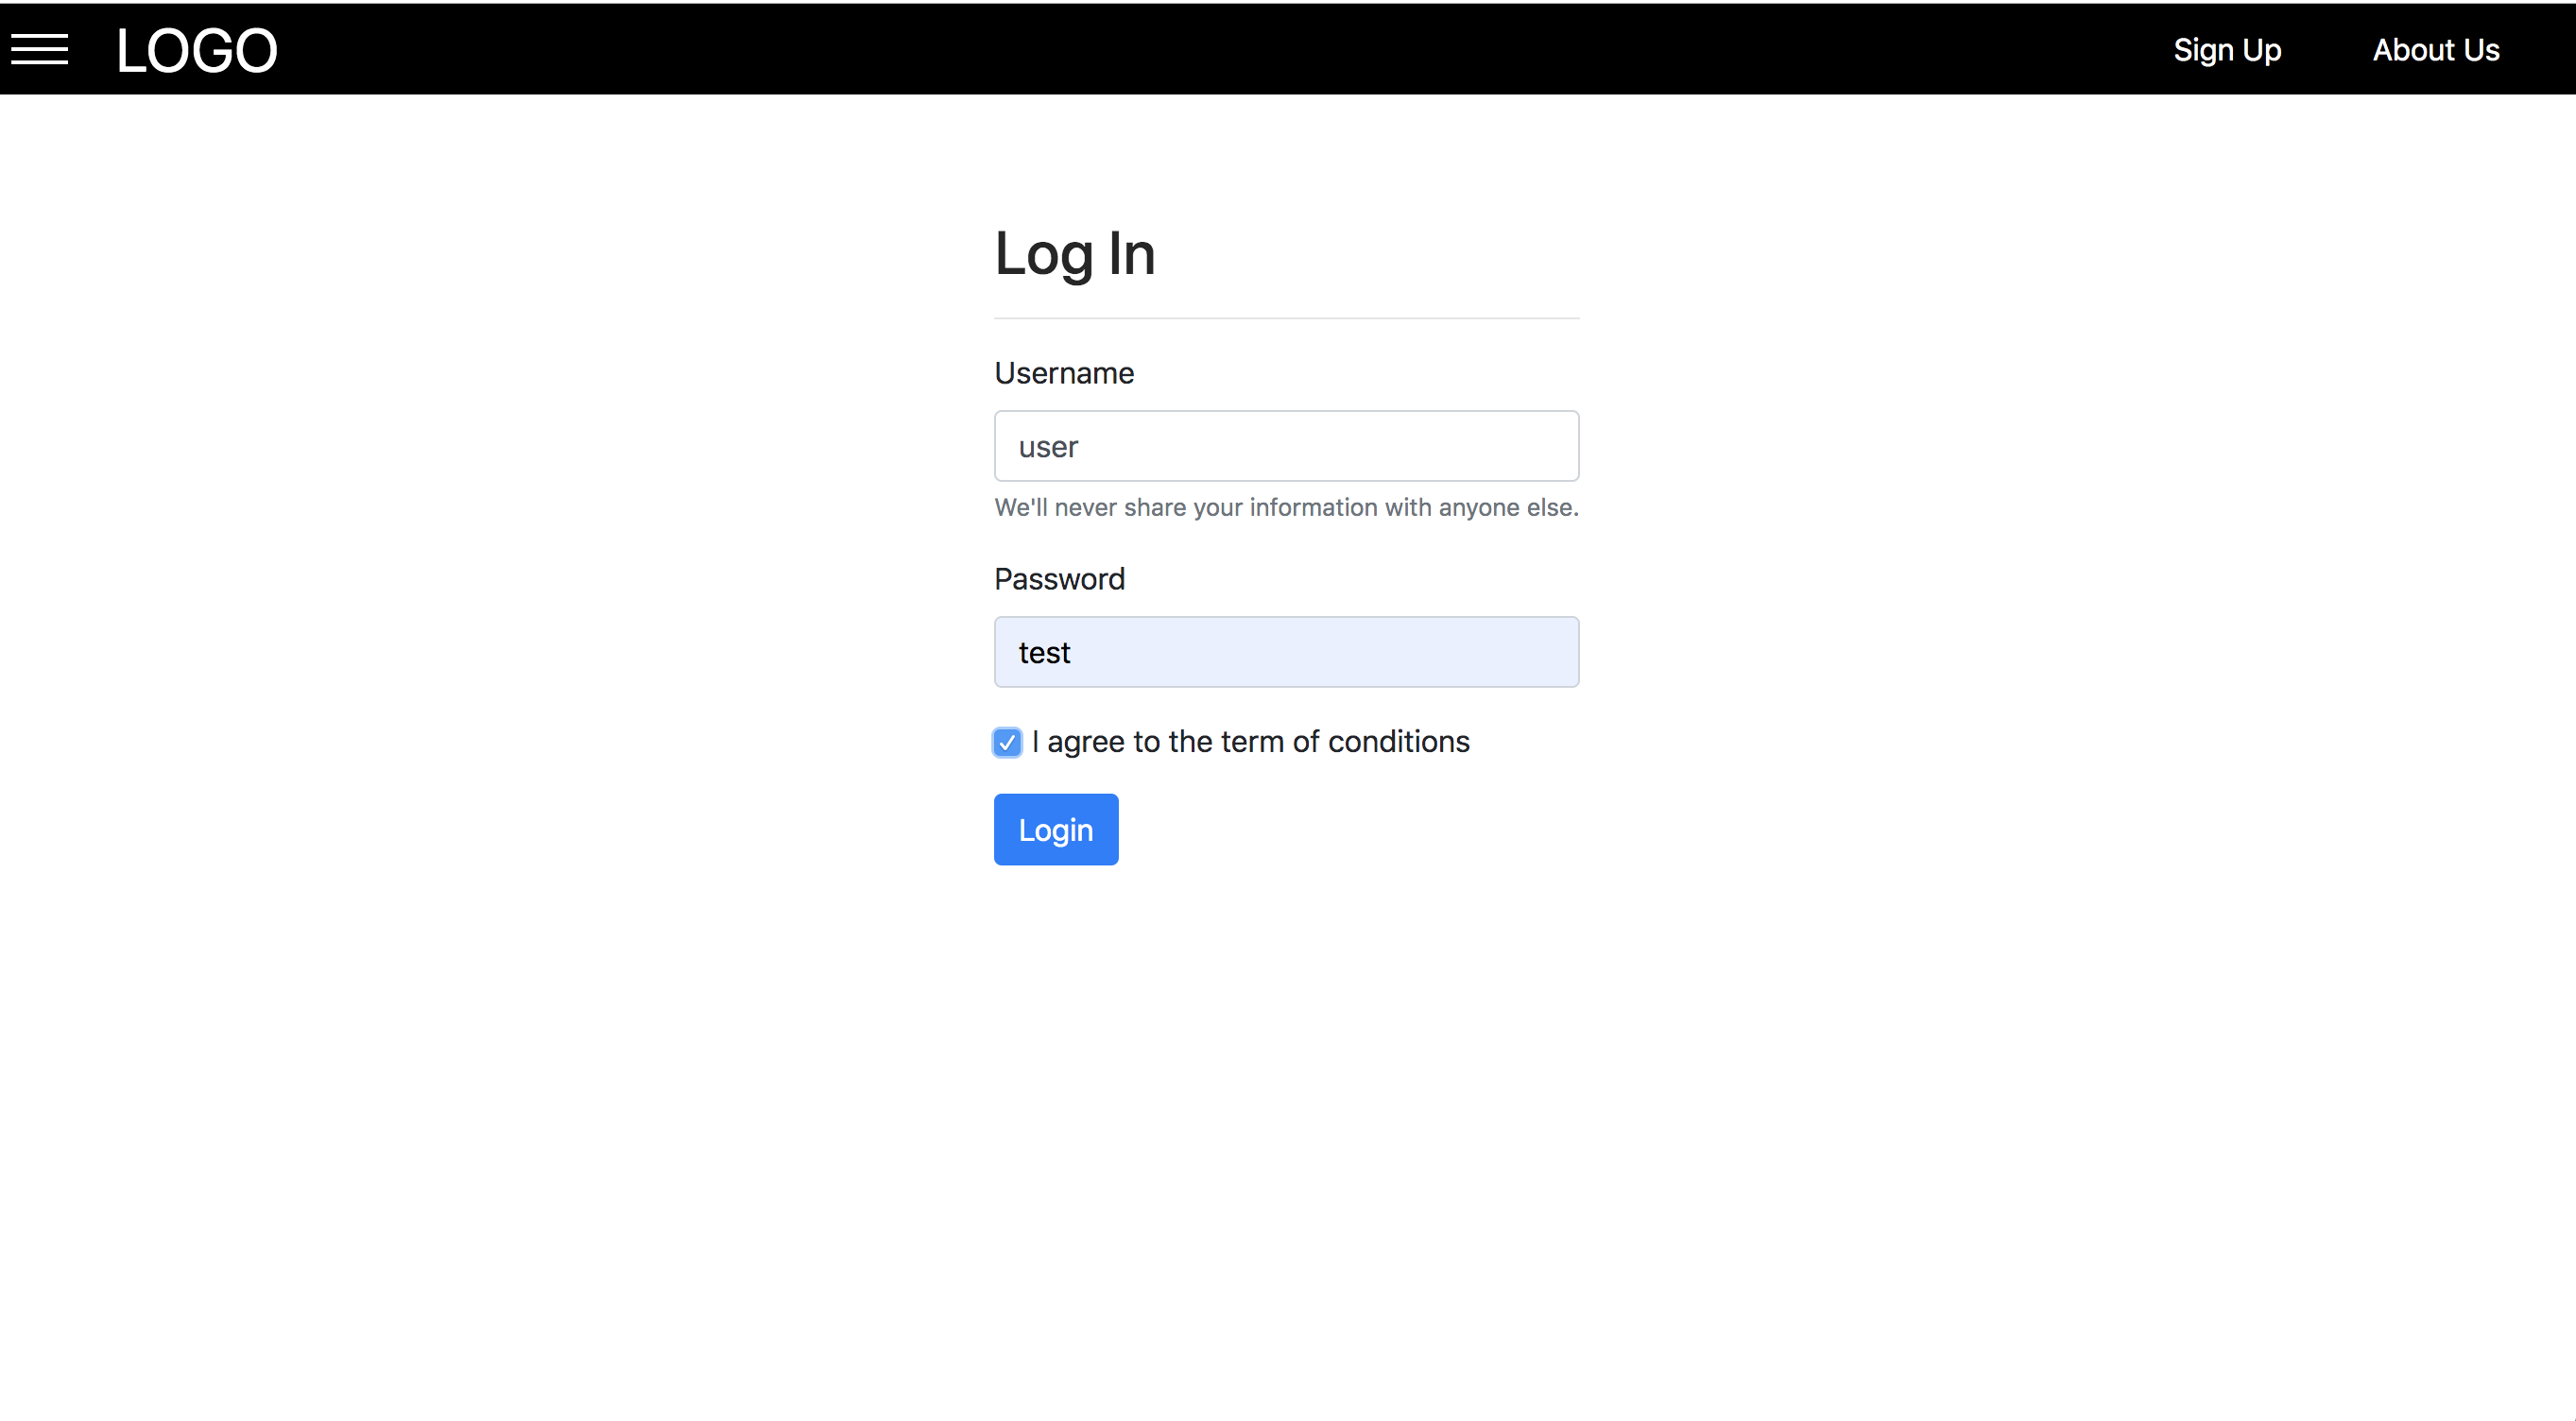 LOGO
Sign Up
About Us
Log In
Username
user
We'll never share your information with anyone else.
Password
test
I agree to the term of conditions
Login